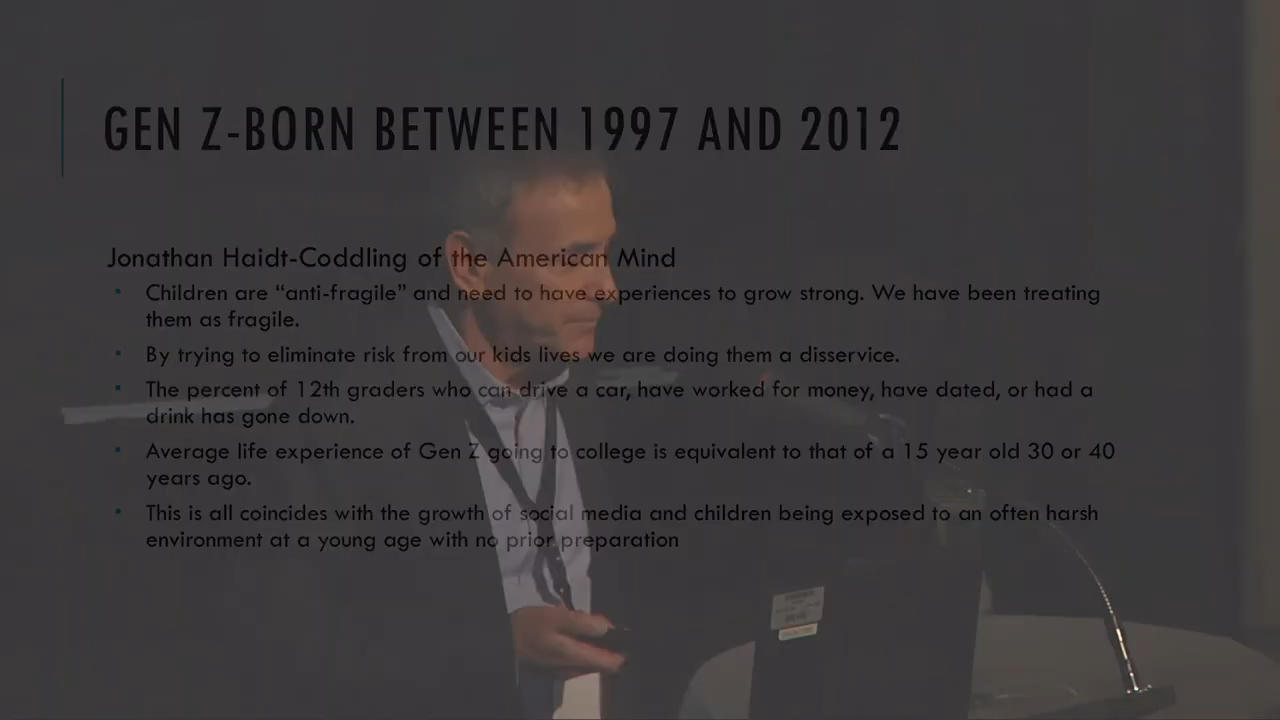 GEN Z-BORN BETWEEN 1997 AND 2012
Jonathan Haidt-Coddling of the American Mind
Children are “anti-fragile” and need to have experiences to grow strong. We have been treating
them as fragile.
By trying to eliminate risk from our kids lives we are doing them a disservice.
The percent of 12th graders who can drive a car, have worked for money, have dated, or had a
drink has gone down.
Average life experience of Gen Z going to college is equivalent to that of a 15 year old 30 or 40
years ago.
This is all coincides with the growth of social media and children being exposed to an often harsh
environment at a young age with no prior preparation